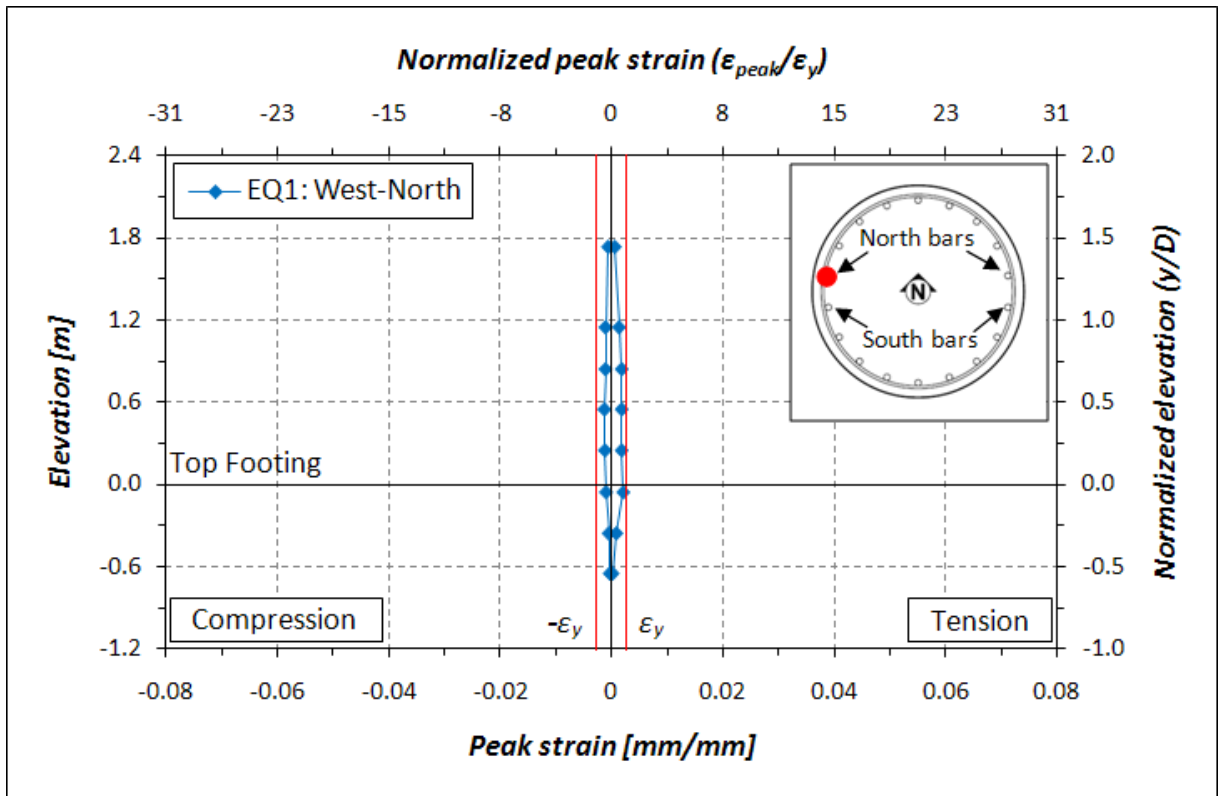 Normalized peak strain (εpeak/εy)
-31 -23 -15 -8 0 8 15 23 31
2.4 2.0
EQ1: West-North
1.8 1.5
North bars
N
1.2 1.0
South bars
Elevation [m]
Normalized elevation (y/D)
0.6 0.5
Top Footing
0.0 0.0
-0.6 -0.5
Compression -εy εy Tension
-1.2 -1.0
-0.08 -0.06 -0.04 -0.02 0 0.02 0.04 0.06 0.08
Peak strain [mm/mm]